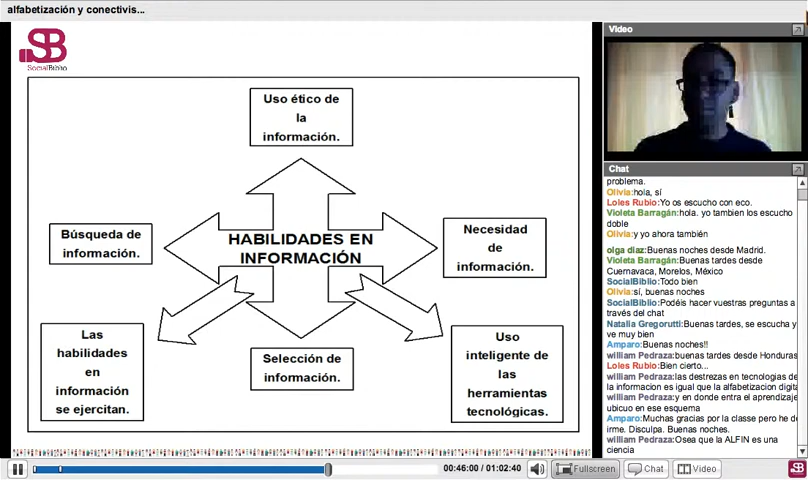 alfabetización y conectivis...
SB
SocialBiblio
Uso ético de
la
información.
Búsqueda de
información.
HABILIDADES EN
INFORMACIÓN
Necesidad
de
información.
Las
habilidades
en
información
se ejercitan.
Selección de
información.
Uso
inteligente de
las
herramientas
tecnológicas.
Video
Chat
problema.
Olivia:hola, sí
Loles Rubio:Yo os escucho con eco.
Violeta Barragán:hola. yo tambien los escucho
doble
Olivia:y yo ahora también
olga diaz:Buenas noches desde Madrid.
Violeta Barragán:Buenas tardes desde
Cuernavaca, Morelos, México
SocialBiblio:Todo bien
Olivia:sí, buenas noches
SocialBiblio:Podéis hacer vuestras preguntas a
través del chat
Natalia Gregorutti:Buenas tardes, se escucha y
ve muy bien
Amparo:Buenas noches!!
william Pedraza:buenas tardes desde Honduras
Loles Rubio:Bien cierto...
william Pedraza:las destrezas en tecnologias de
la informacion es igual que la alfabetizacion digita
william Pedraza:y en donde entra el aprendizaje
ubicuo en ese esquema
Amparo:Muchas gracias por la classe pero he de
irme. Disculpa. Buenas noches.
william Pedraza:Osea que la ALFIN es una
ciencia
00:46:00 / 01:02:40
Fullscreen
Chat
Video
SB